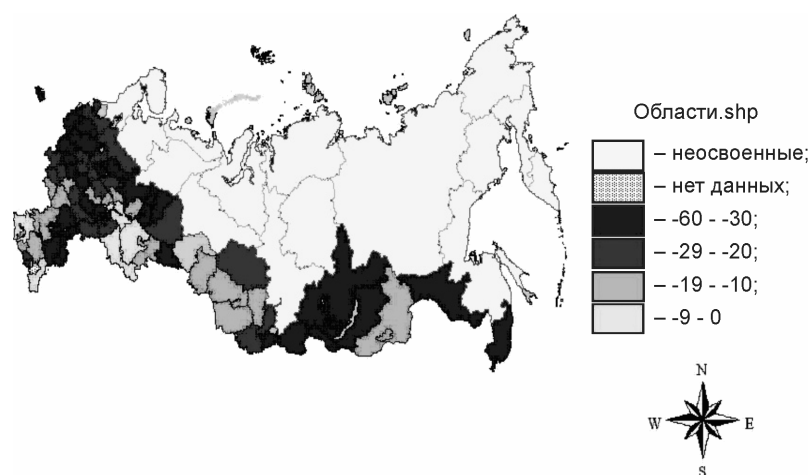 Области.shp
– неосвоенные;
– нет данных;
– -60 - -30;
– -29 - -20;
– -19 - -10;
– -9 - 0
N
W E
S